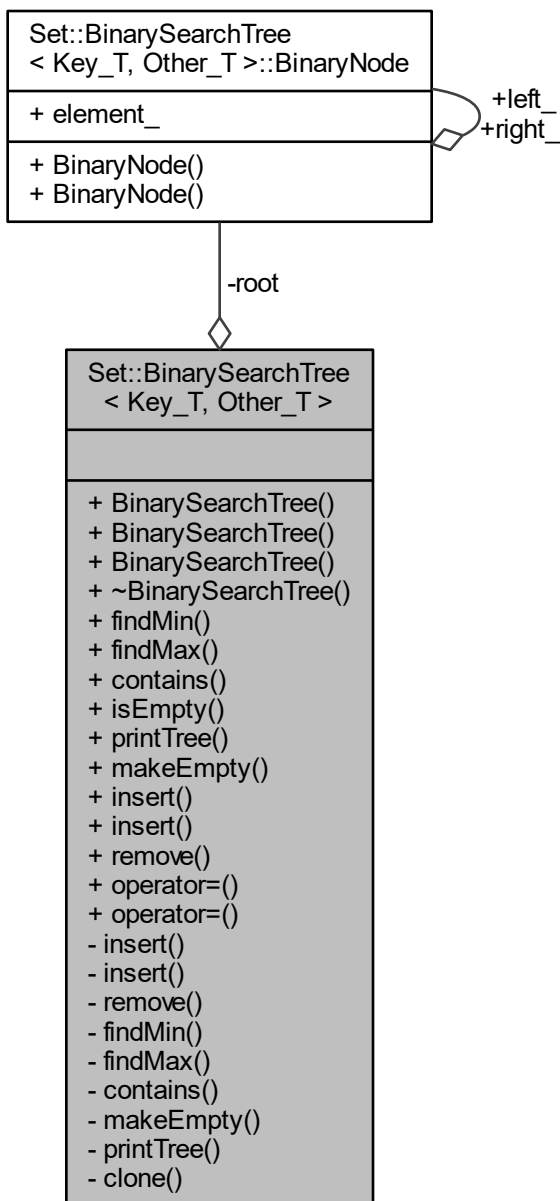 Set::BinarySearchTree
< Key_T, Other_T >::BinaryNode
+ element_
+ BinaryNode()
+ BinaryNode()
+left_
+right_
-root
Set::BinarySearchTree
< Key_T, Other_T >
+ BinarySearchTree()
+ BinarySearchTree()
+ BinarySearchTree()
+ ~BinarySearchTree()
+ findMin()
+ findMax()
+ contains()
+ isEmpty()
+ printTree()
+ makeEmpty()
+ insert()
+ insert()
+ remove()
+ operator=()
+ operator=()
- insert()
- insert()
- remove()
- findMin()
- findMax()
- contains()
- makeEmpty()
- printTree()
- clone()